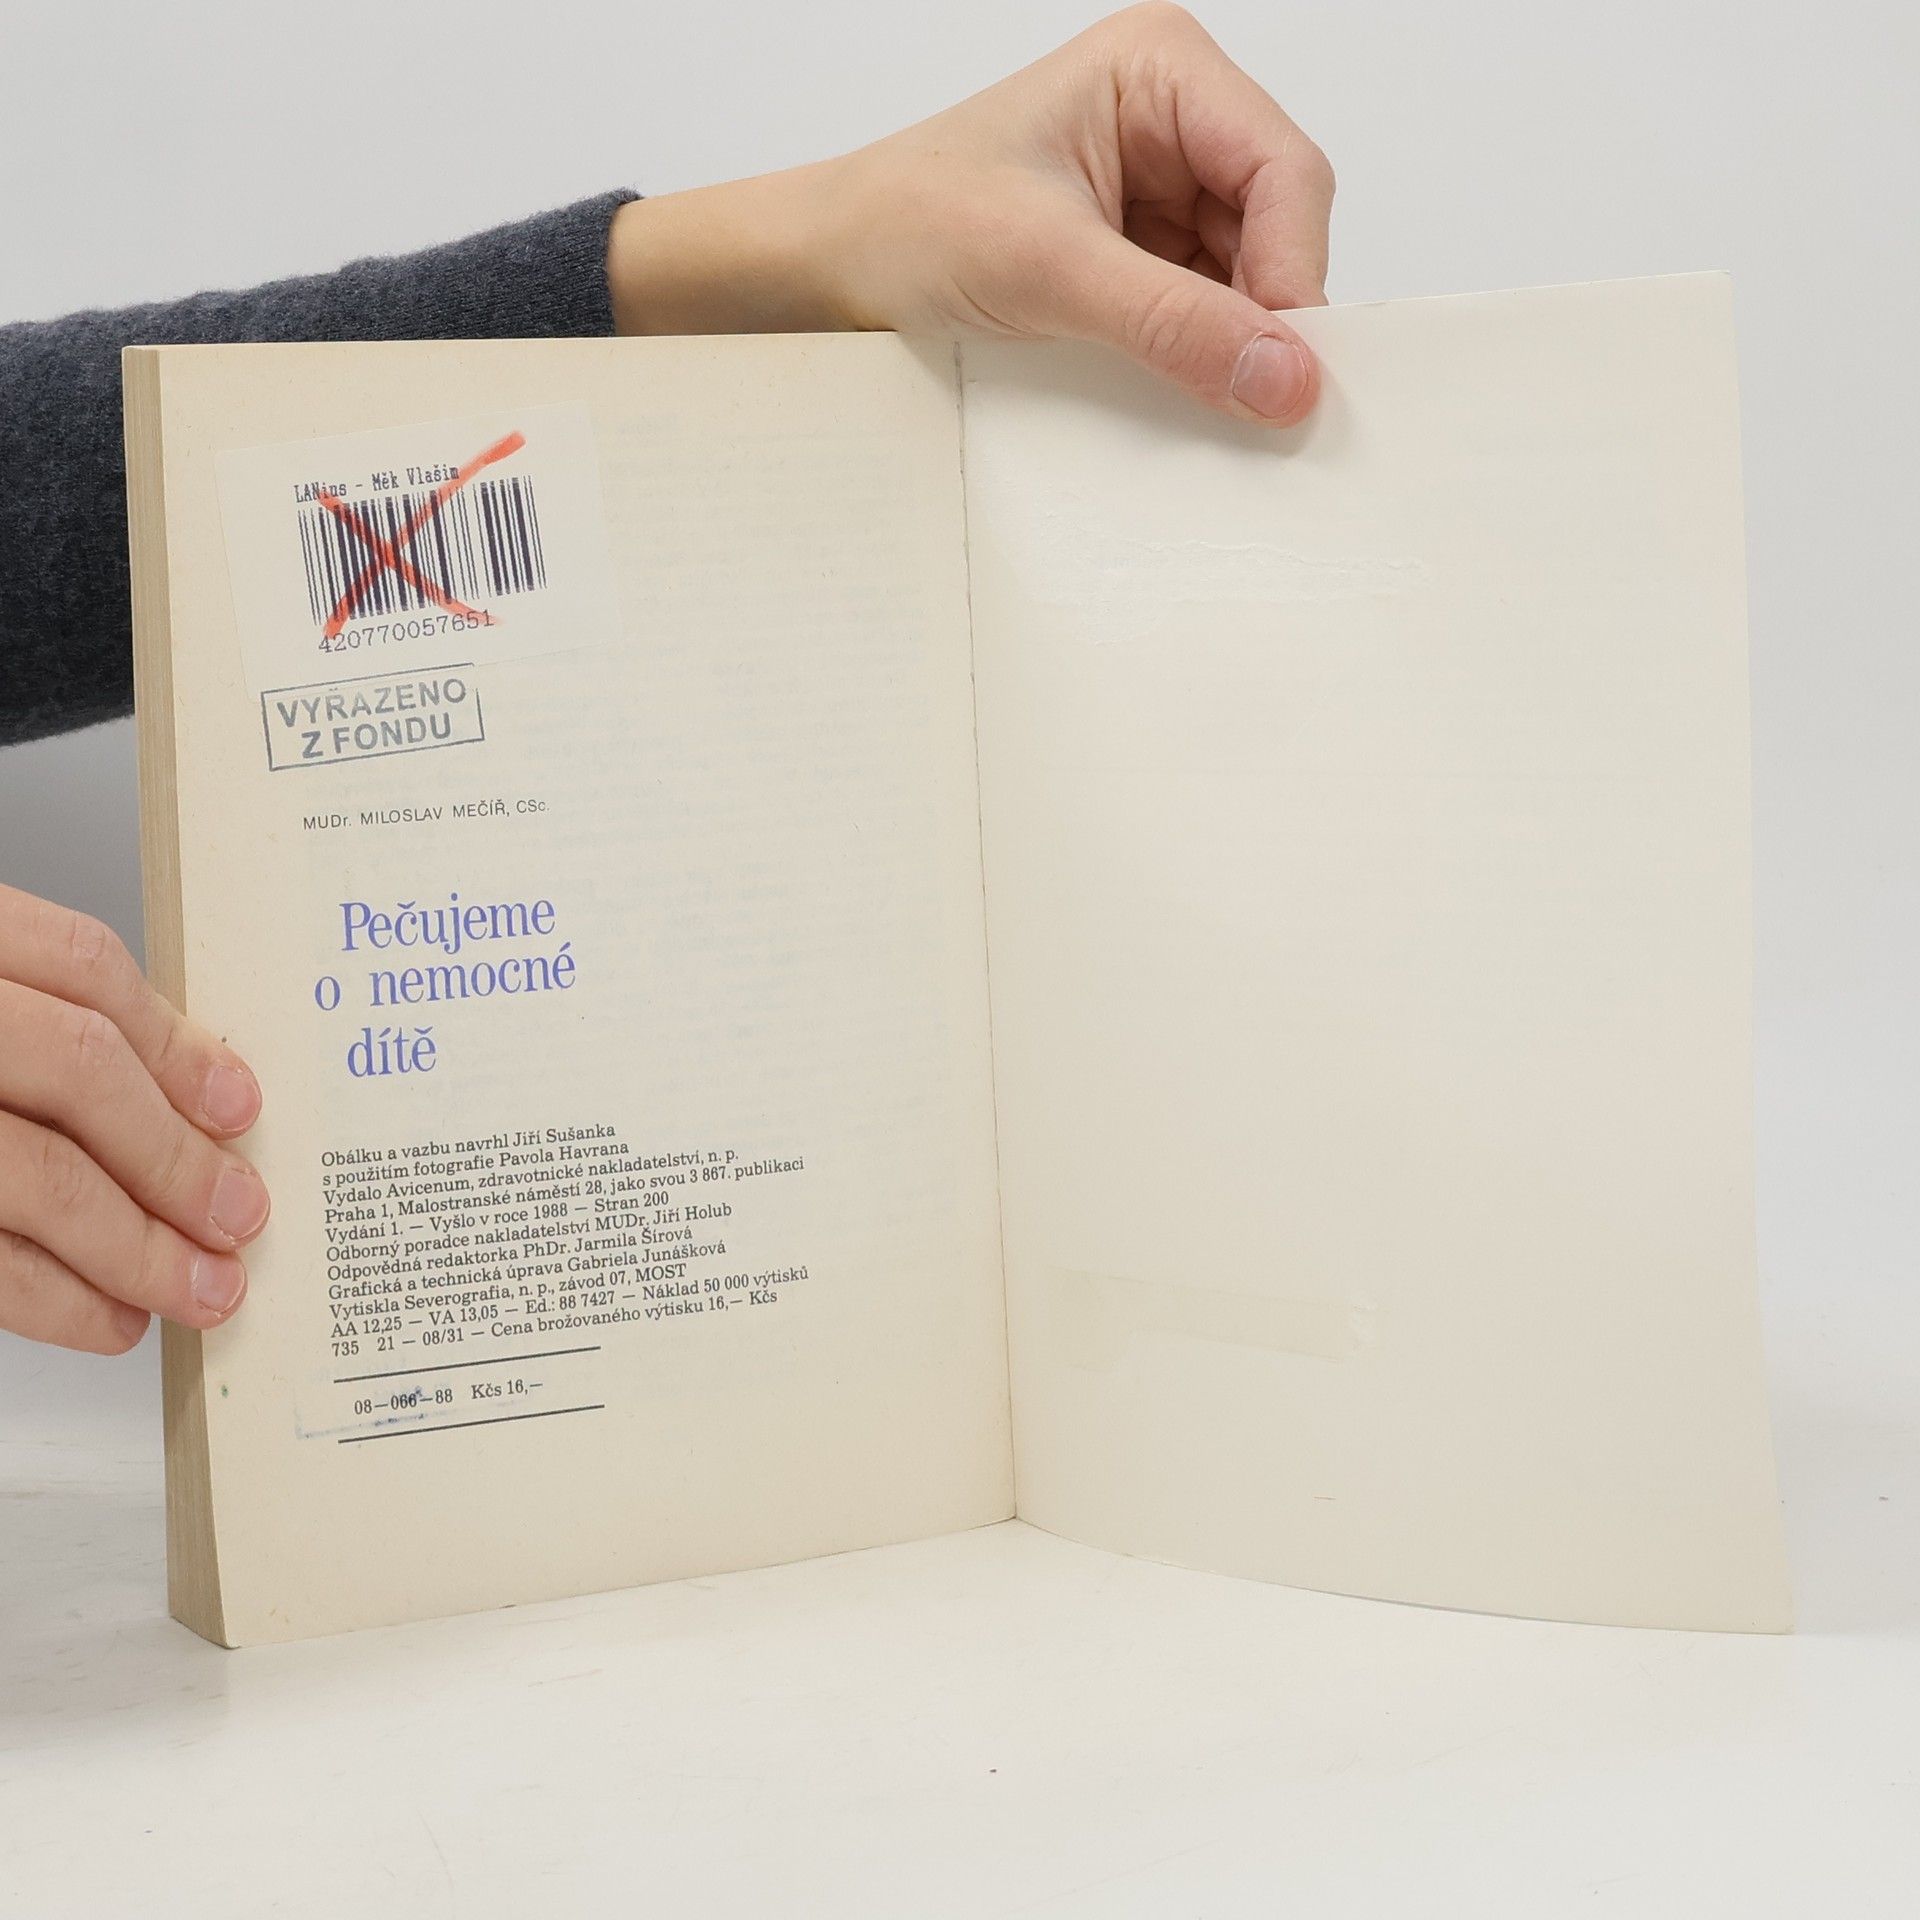 LANius - Měk Vlašim
420770057651
VYŘAZENO
Z FONDU
MUDr. MILOSLAV MEČÍŘ, CSc.
Pečujeme
o nemocné
dítě
Obálku a vazbu navrhl Jiří Sušanka
s použitím fotografie Pavola Havrana
Vydalo Avicenum, zdravotnické nakladatelství, n. p.
Praha 1, Malostranské náměstí 28, jako svou 3 867. publikaci
Vydání 1. — Vyšlo v roce 1988 — Stran 200
Odborný poradce nakladatelství MUDr. Jiří Holub
Odpovědná redaktorka PhDr. Jarmila Šírová
Grafická a technická úprava Gabriela Junášková
Vytiskla Severografia, n. p., závod 07, MOST
AA 12,25 — VA 13,05 — Ed.: 88 7427 — Náklad 50 000 výtisků
735 21 — 08/31 — Cena brožovaného výtisku 16,— Kčs
08—066—88 Kčs 16,—